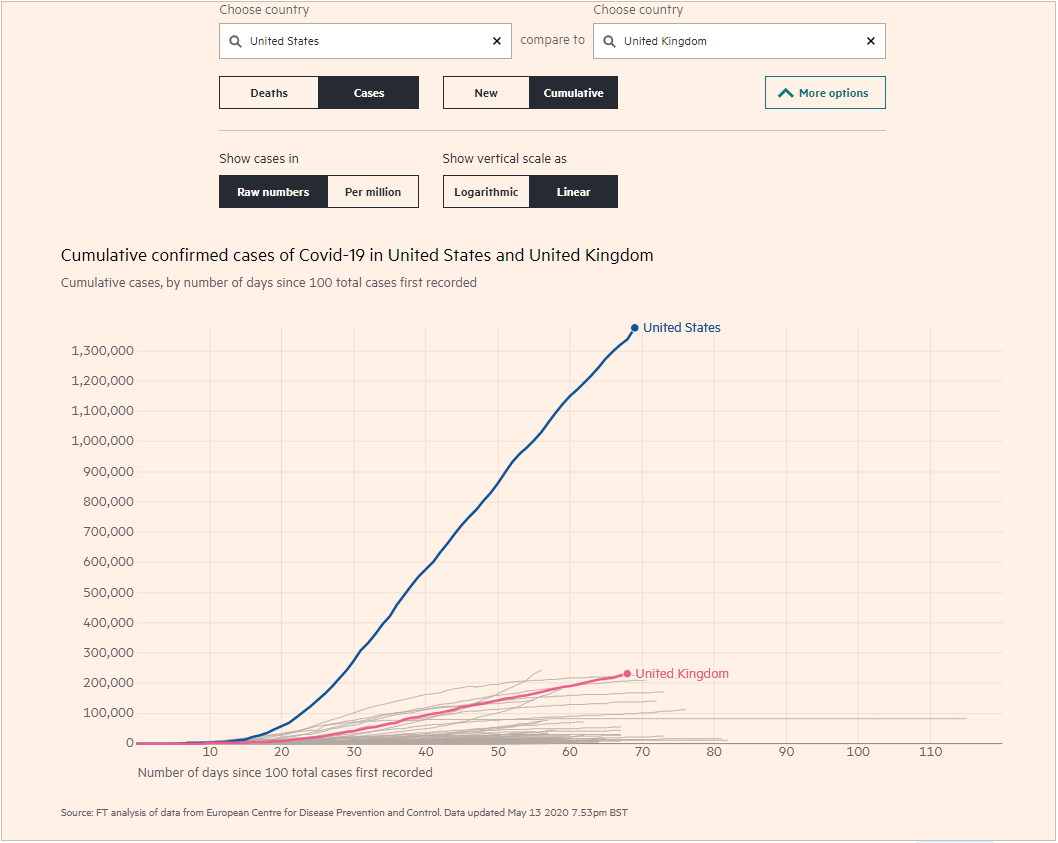 Choose country
Choose country
United States ×
compare to
United Kingdom ×
Deaths Cases
New Cumulative
More options
Show cases in
Show vertical scale as
Raw numbers Per million
Logarithmic Linear
Cumulative confirmed cases of Covid-19 in United States and United Kingdom
Cumulative cases, by number of days since 100 total cases first recorded
United States
1,300,000
1,200,000
1,100,000
1,000,000
900,000
800,000
700,000
600,000
500,000
400,000
300,000
United Kingdom
200,000
100,000
0
10 20 30 40 50 60 70 80 90 100 110
Number of days since 100 total cases first recorded
Source: FT analysis of data from European Centre for Disease Prevention and Control. Data updated May 13 2020 7.53pm BST